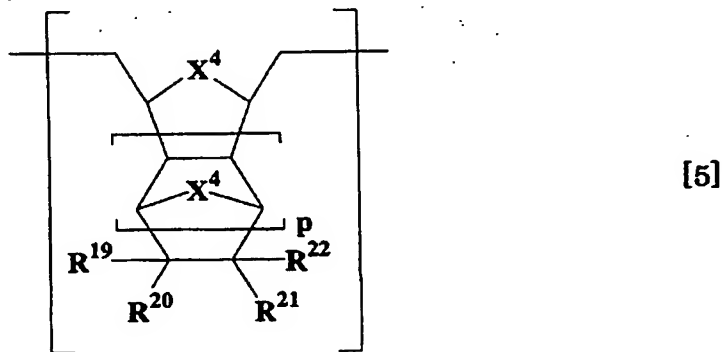 X⁴
[5]
X⁴
p
R¹⁹ R²²
R²⁰ R²¹